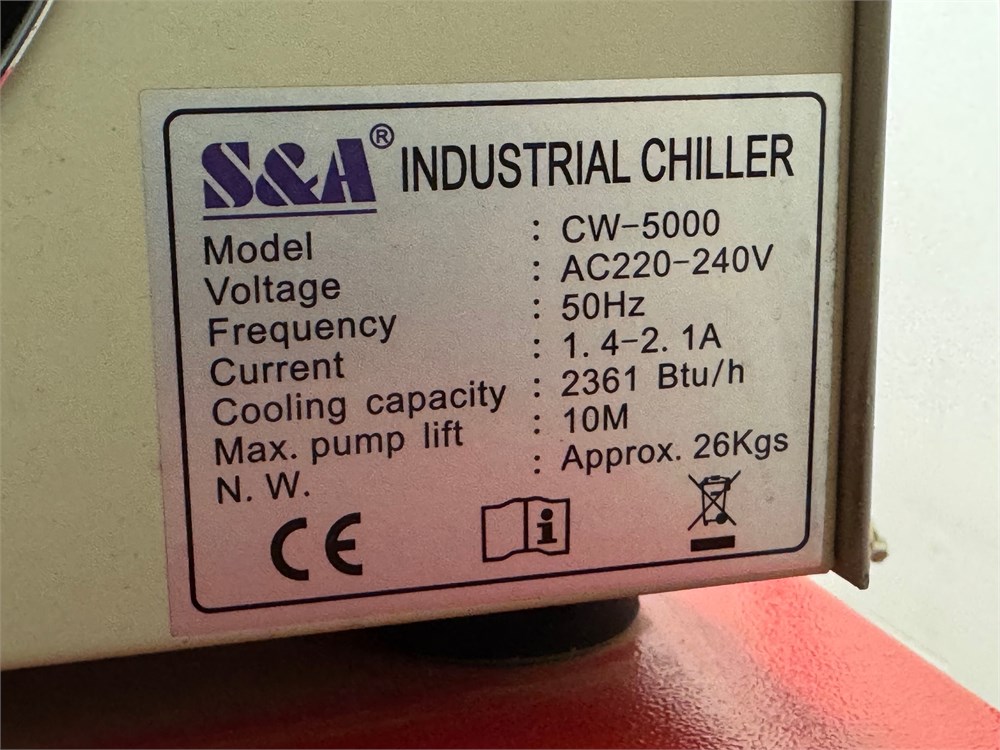 S&A® INDUSTRIAL CHILLER
Model : CW-5000
Voltage : AC220-240V
Frequency : 50Hz
Current : 1.4-2.1A
Cooling capacity : 2361 Btu/h
Max. pump lift : 10M
N. W. : Approx. 26Kgs
CE
i